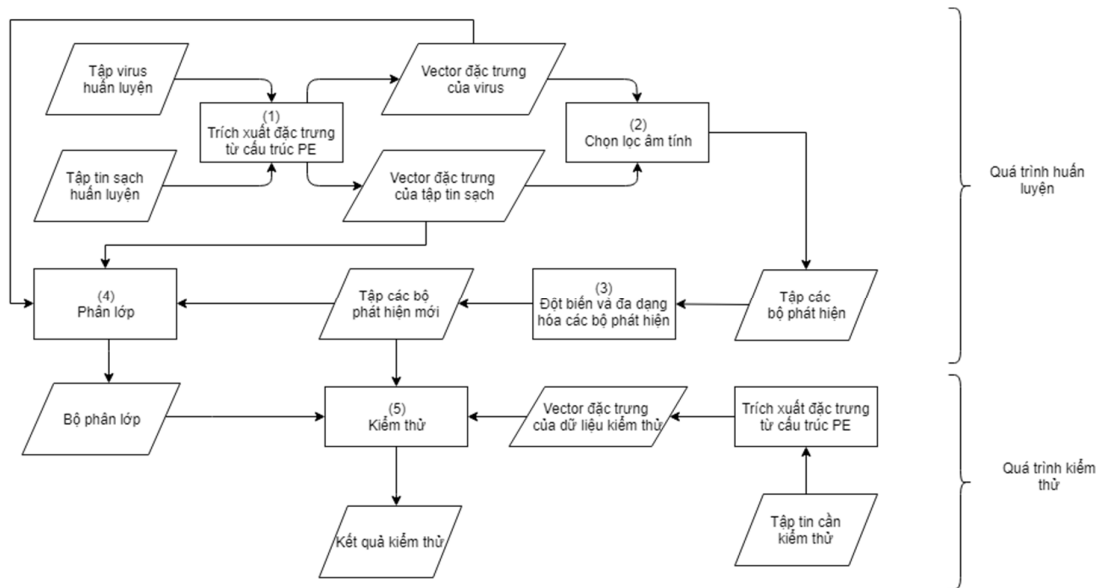 Tập virus
huấn luyện
Vector đặc trưng
của virus
(1)
Trích xuất đặc trưng
từ cấu trúc PE
(2)
Chọn lọc âm tính
Tập tin sạch
huấn luyện
Vector đặc trưng
của tập tin sạch
Quá trình huấn
luyện
(4)
Phân lớp
Tập các bộ
phát hiện mới
(3)
Đột biến và đa dạng
hóa các bộ phát hiện
Tập các
bộ phát hiện
Bộ phân lớp
(5)
Kiểm thử
Vector đặc trưng
của dữ liệu kiểm thử
Trích xuất đặc trưng
từ cấu trúc PE
Quá trình kiểm
thử
Kết quả kiểm thử
Tập tin cần
kiểm thử